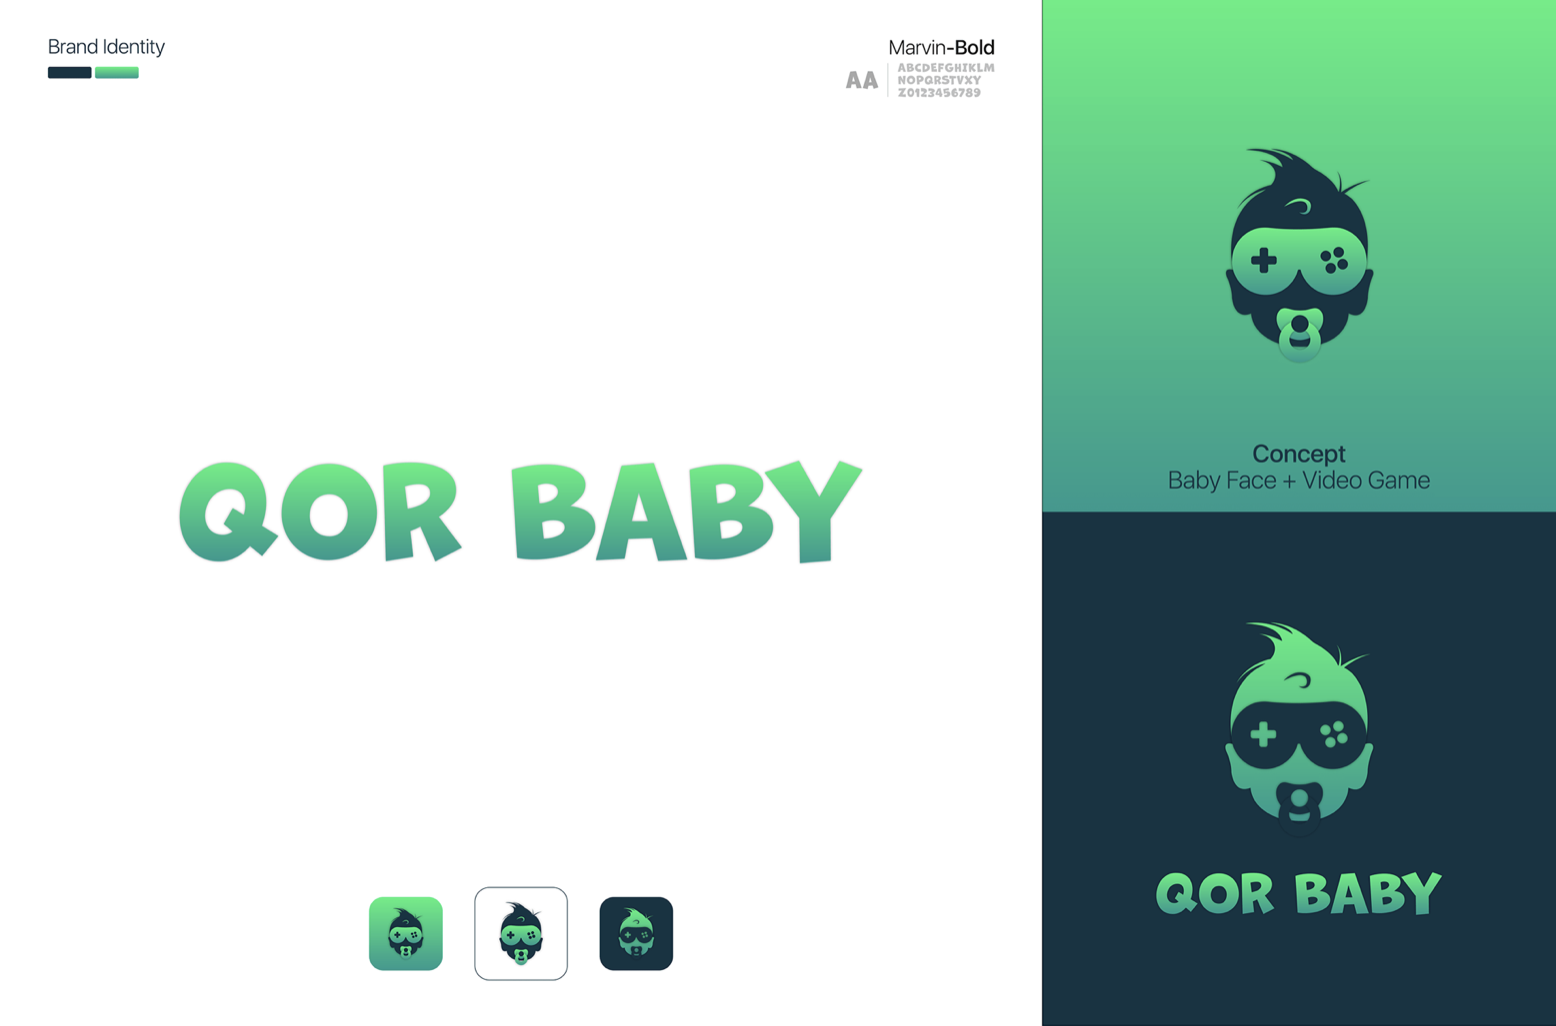 Brand Identity
Marvin-Bold
AA
ABCDEFGHIKLM
NOPQRSTVXY
Z0123456789
QOR BABY
Concept
Baby Face + Video Game
QOR BABY